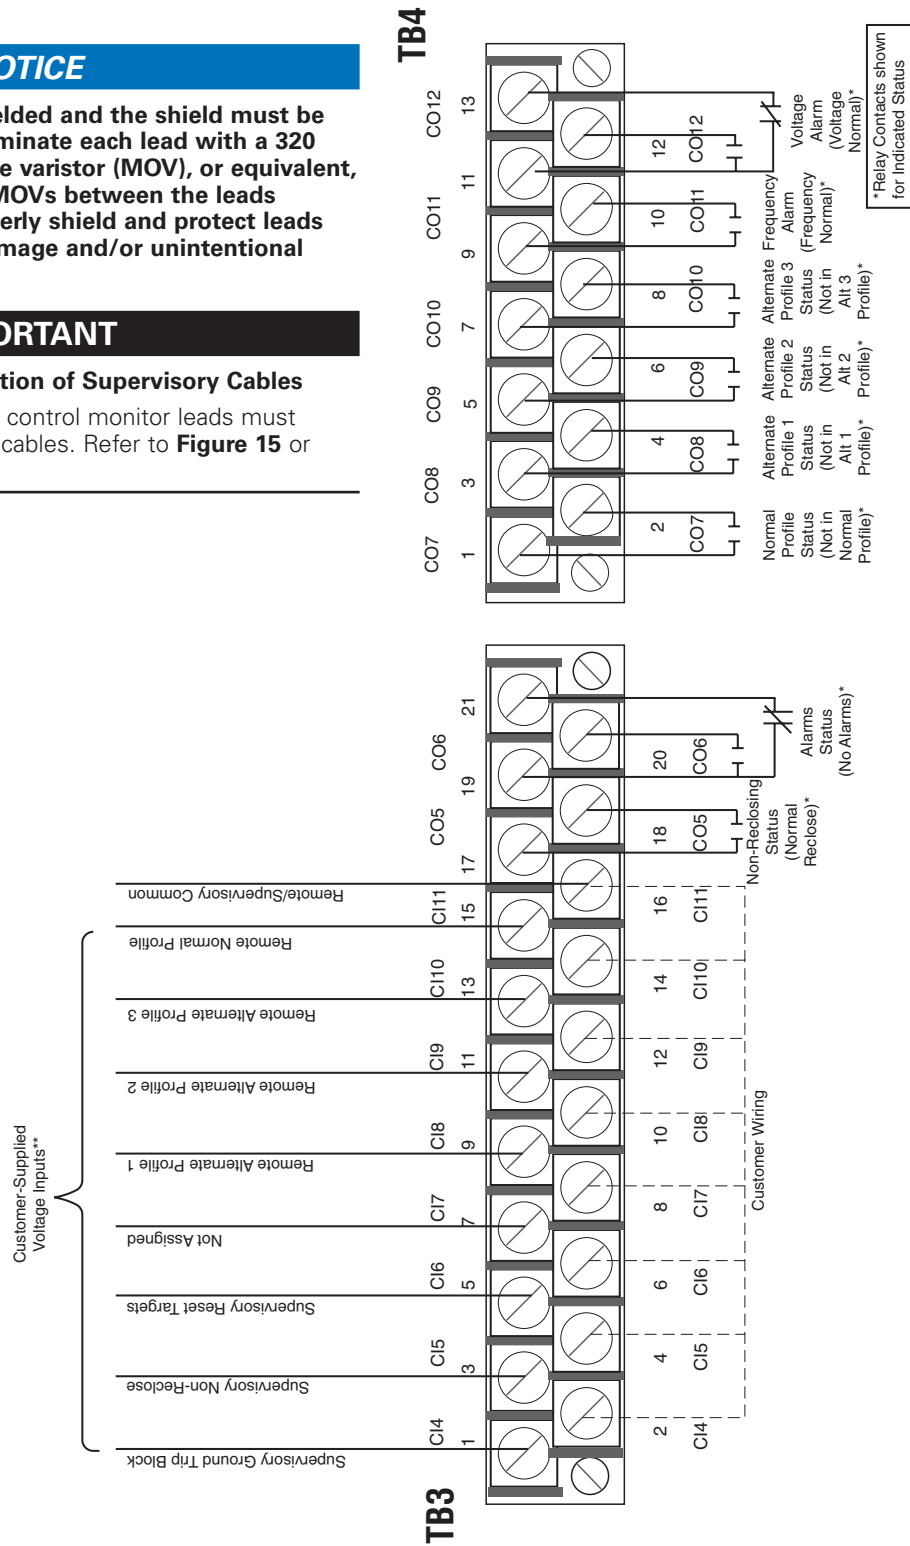 OTICE
elded and the shield must be
minate each lead with a 320
e varistor (MOV), or equivalent,
MOVs between the leads
erly shield and protect leads
mage and/or unintentional
ORTANT
tion of Supervisory Cables
control monitor leads must
cables. Refer to Figure 15 or
TB4
CO7
CO8
CO9
CO10
CO11
CO12
1
3
5
7
9
11
13
2
4
6
8
10
12
CO7
CO8
CO9
CO10
CO11
CO12
Normal
Profile
Status
(Not in
Normal
Profile)*
Alternate
Profile 1
Status
(Not in
Alt 1
Profile)*
Alternate
Profile 2
Status
(Not in
Alt 2
Profile)*
Alternate
Profile 3
Status
(Not in
Alt 3
Profile)*
Frequency
Alarm
(Frequency
Normal)*
Voltage
Alarm
(Voltage
Normal)*
*Relay Contacts shown
for Indicated Status
TB3
Customer-Supplied
Voltage Inputs**
Supervisory Ground Trip Block
Supervisory-Non Reclose
Supervisory Reset Targets
Not Assigned
Remote Alternate Profile 1
Remote Alternate Profile 2
Remote Alternate Profile 3
Remote Normal Profile
Remote/Supervisory Common
CI4
CI5
CI6
CI7
CI8
CI9
CI10
CI11
CO5
CO6
1
3
5
7
9
11
13
15
17
19
21
2
4
6
8
10
12
14
16
18
20
CI4
CI5
CI6
CI7
CI8
CI9
CI10
CI11
CO5
CO6
Customer Wiring
Non-Reclosing
Status
(Normal
Reclose)*
Alarms
Status
(No Alarms)*